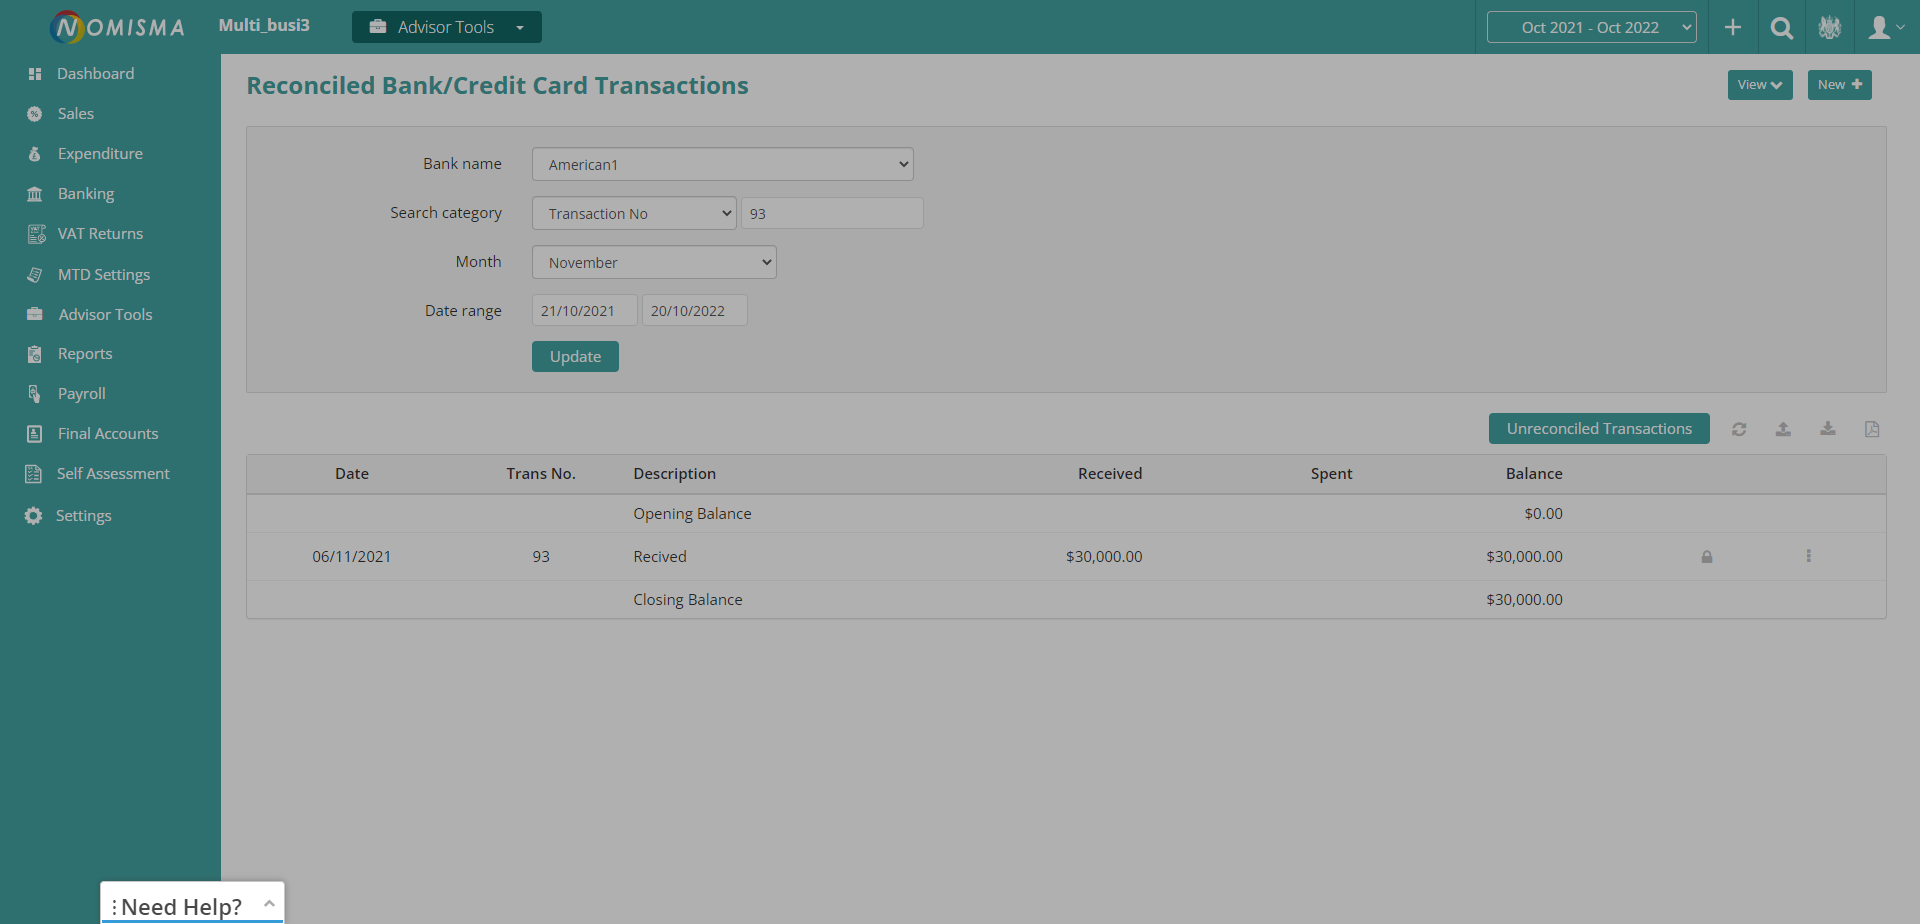 NOMISMA Multi_busi3 Advisor Tools Oct 2021 - Oct 2022
Dashboard
Sales
Expenditure
Banking
VAT Returns
MTD Settings
Advisor Tools
Reports
Payroll
Final Accounts
Self Assessment
Settings
Reconciled Bank/Credit Card Transactions
View New
Bank name American1
Search category Transaction No 93
Month November
Date range 21/10/2021 20/10/2022
Update
Unreconciled Transactions
Date Trans No. Description Received Spent Balance
Opening Balance $0.00
06/11/2021 93 Recived $30,000.00 $30,000.00
Closing Balance $30,000.00
Need Help?